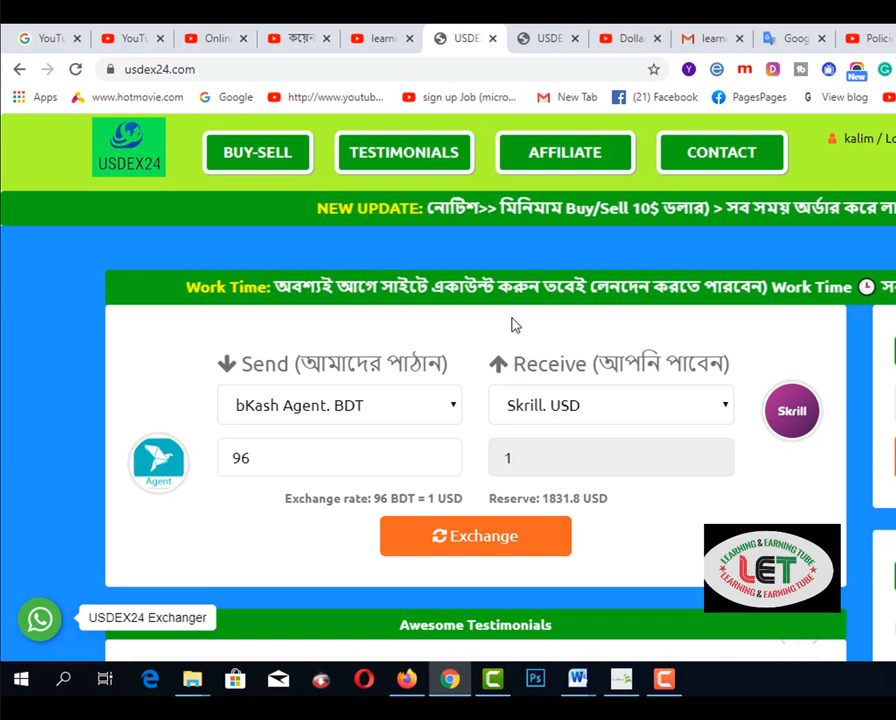 YouTu
YouTu
Onlin
কয়েন
learni
USDE
USDE
Dollar
learn
Goog
Polici
usdex24.com
New
Apps
www.hotmovie.com
Google
http://www.youtub...
sign up Job (micro...
New Tab
(21) Facebook
PagesPages
View blog
USDEX24
BUY-SELL
TESTIMONIALS
AFFILIATE
CONTACT
kalim / Lo
NEW UPDATE: নোটিশ>> মিনিমাম Buy/Sell 10$ ডলার) > সব সময় অর্ডার করে
Work Time: অবশ্যই আগে সাইটে একাউন্ট করুন তবেই লেনদেন করতে পারবেন) Work Time
Send (আমাদের পাঠান)
Receive (আপনি পাবেন)
bKash Agent. BDT
Skrill. USD
Skrill
Agent
96
1
Exchange rate: 96 BDT = 1 USD
Reserve: 1831.8 USD
Exchange
LEARNING & EARNING TUBE
LET
LEARNING & EARNING TUBE
USDEX24 Exchanger
Awesome Testimonials